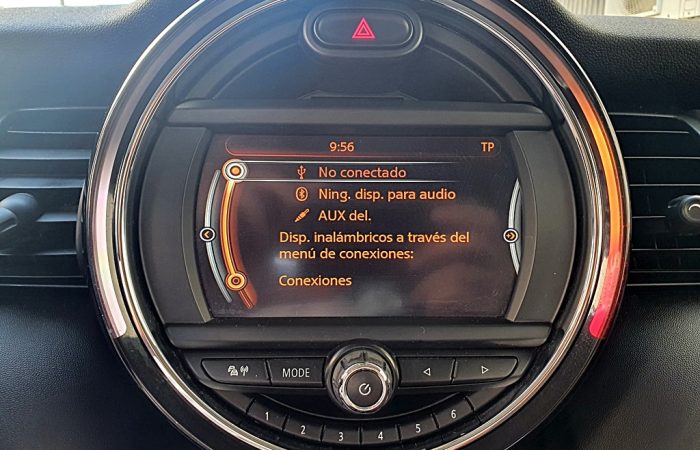 9:56 TP
No conectado
Ning. disp. para audio
AUX del.
Disp. inalámbricos a través del
menú de conexiones:
Conexiones
MODE
1 2 3 4 5 6